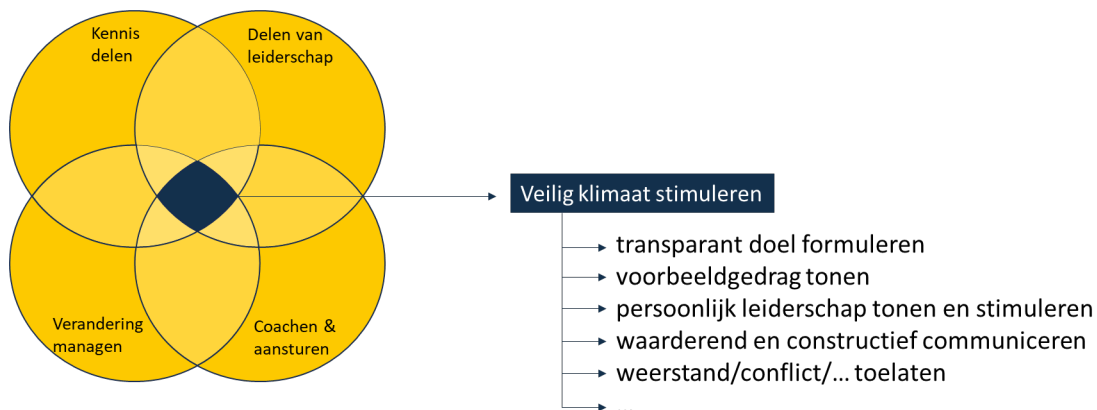 Kennis
delen
Delen van
leiderschap
Verandering
managen
Coachen &
aansturen
Veilig klimaat stimuleren
transparant doel formuleren
voorbeeldgedrag tonen
persoonlijk leiderschap tonen en stimuleren
waarderend en constructief communiceren
weerstand/conflict/... toelaten
...